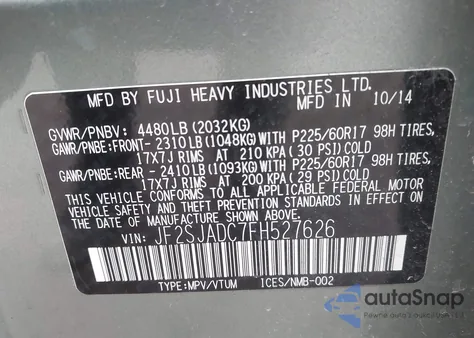 MFD BY FUJI HEAVY INDUSTRIES LTD.
IN JAPAN 10/14
GVWR/PNBV: 4480LB (2032KG)
GAWR/PNBE:FRONT- 2310LB (1048KG)WITH P225/60R17 98H TIRES,
17X7J RIMS AT 210 KPA (30 PSI) COLD
GAWR/PNBE:REAR - 2410LB (1093KG)WITH P225/60R17 98H TIRES,
17X7J RIMS AT 200 KPA (29 PSI) COLD
THIS VEHICLE CONFORMS TO ALL APPLICABLE FEDERAL MOTOR
VEHICLE SAFETY AND THEFT PREVENTION STANDARDS IN
EFFECT ON THE DATE OF MANUFACTURE SHOWN ABOVE.
VIN: JF2SJADC7FH527626
TYPE:MPV/VTUM ICES/NMB-002
autoSnap